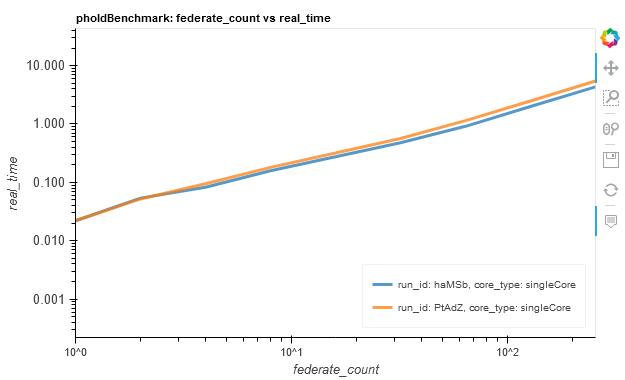 pholdBenchmark: federate_count vs real_time
10.000
1.000
0.100
0.010
0.001
real_time
run_id: haMSb, core_type: singleCore
run_id: PtAdZ, core_type: singleCore
10^0
10^1
10^2
federate_count